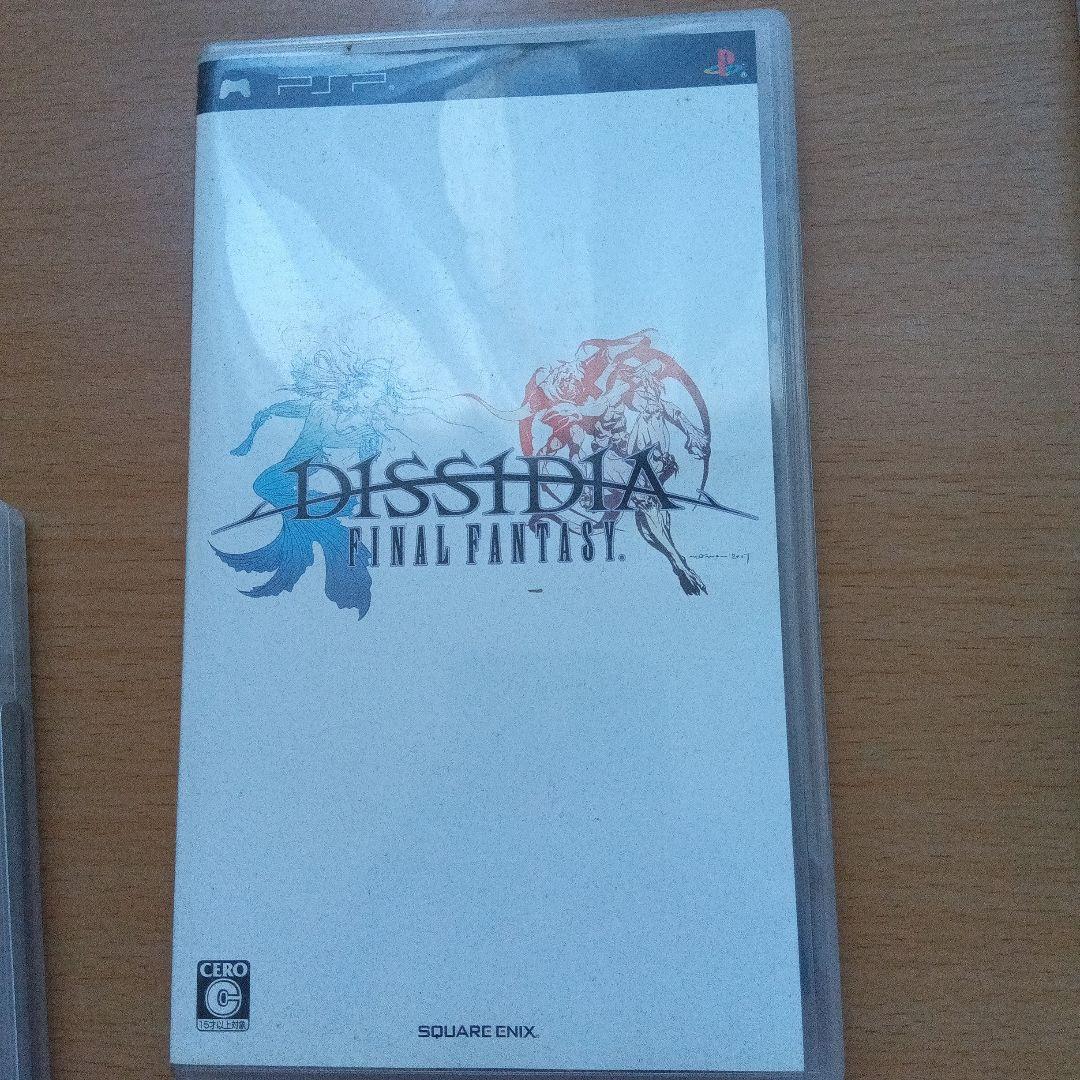 PSP
DISSIDIA
FINAL FANTASY.
CERO
C
15才以上対象
SQUARE ENIX.